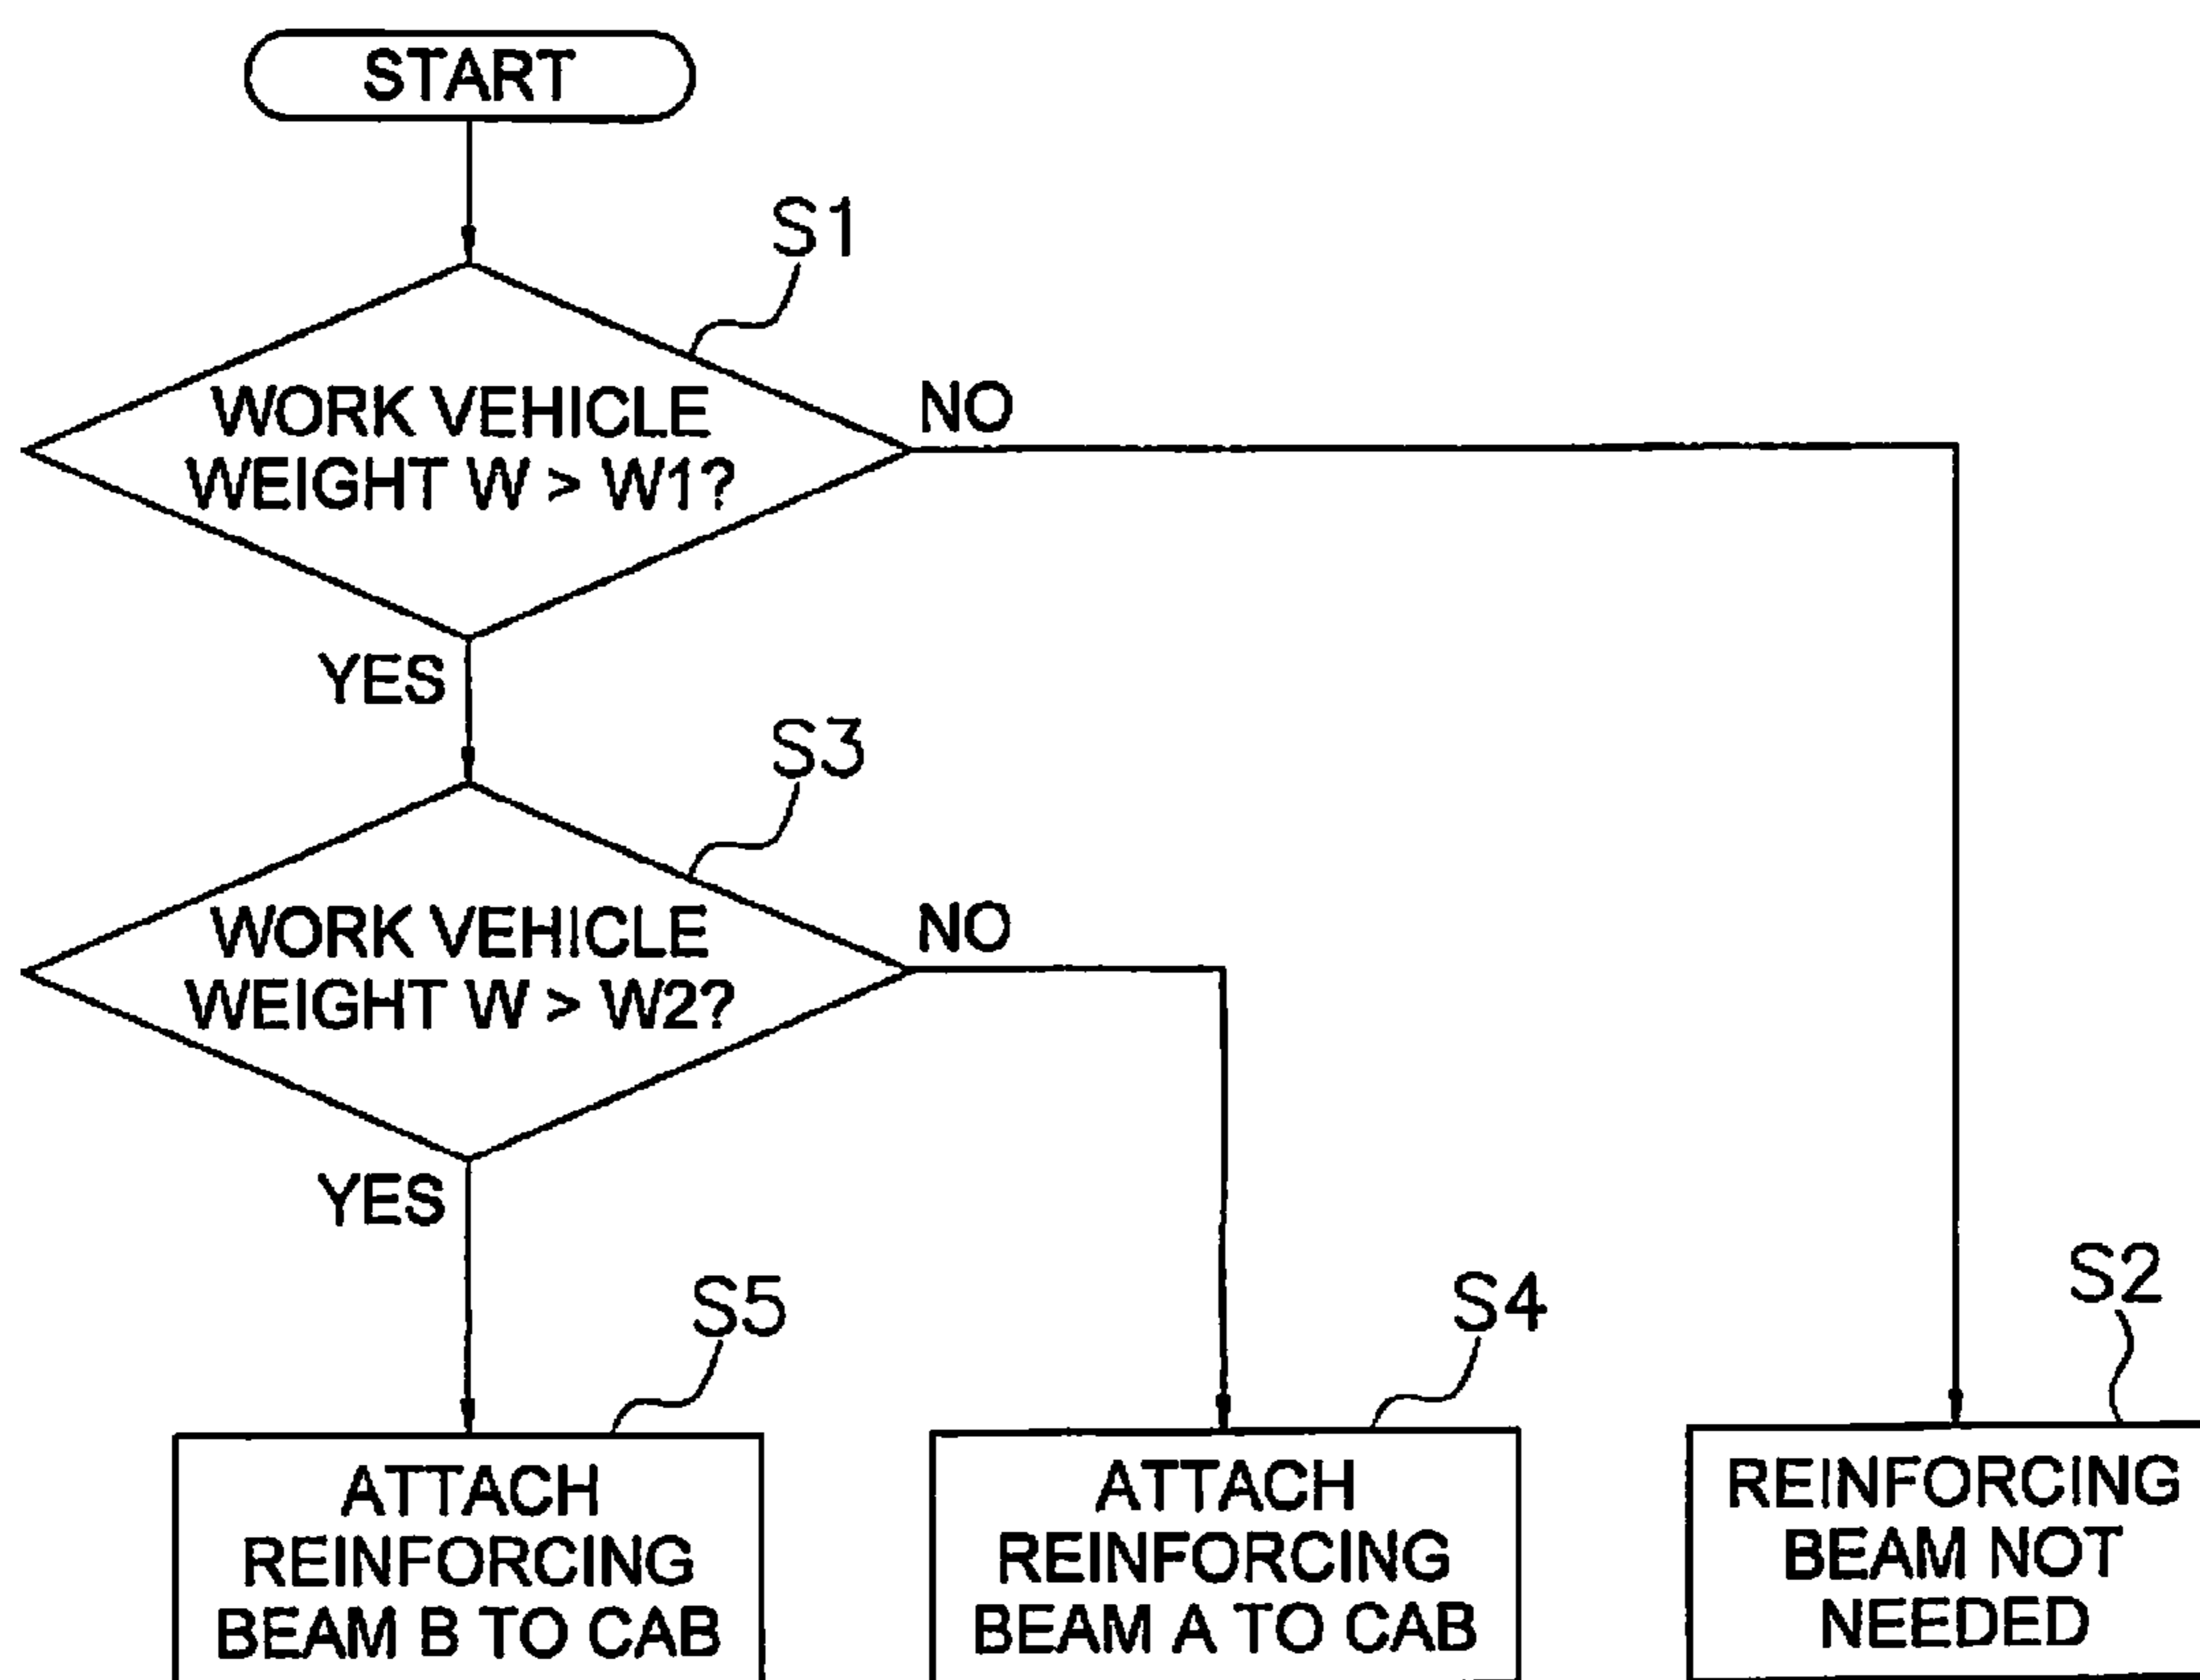 START
S1
WORK VEHICLE
WEIGHT W > W1?
NO
YES
S3
WORK VEHICLE
WEIGHT W > W2?
NO
YES
S5
ATTACH
REINFORCING
BEAM B TO CAB
S4
ATTACH
REINFORCING
BEAM A TO CAB
S2
REINFORCING
BEAM NOT
NEEDED